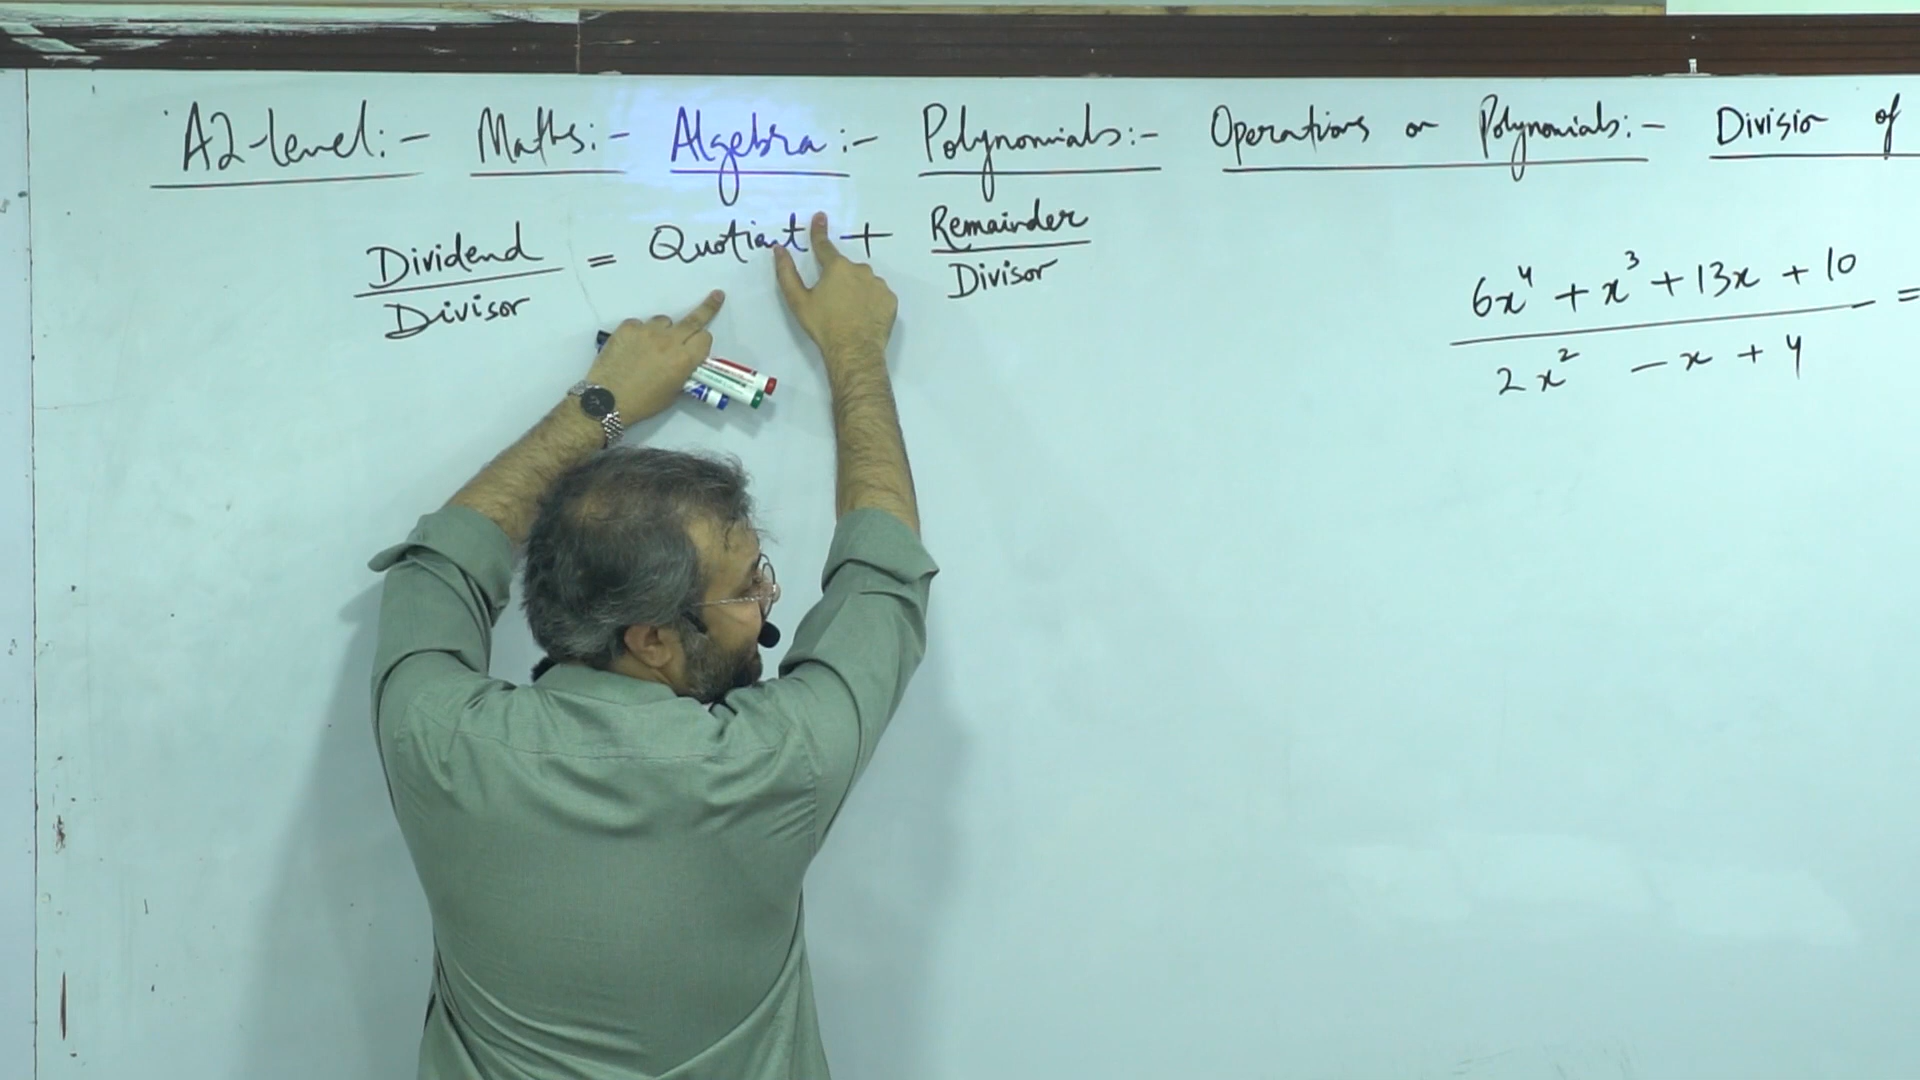 A2-level:- Maths:- Algebra:- Polynomials:- Operations on Polynomials:- Division of
Dividend/Divisor = Quotiant + Remainder/Divisor
6x⁴ + x³ + 13x + 10 =
2x² - x + 4